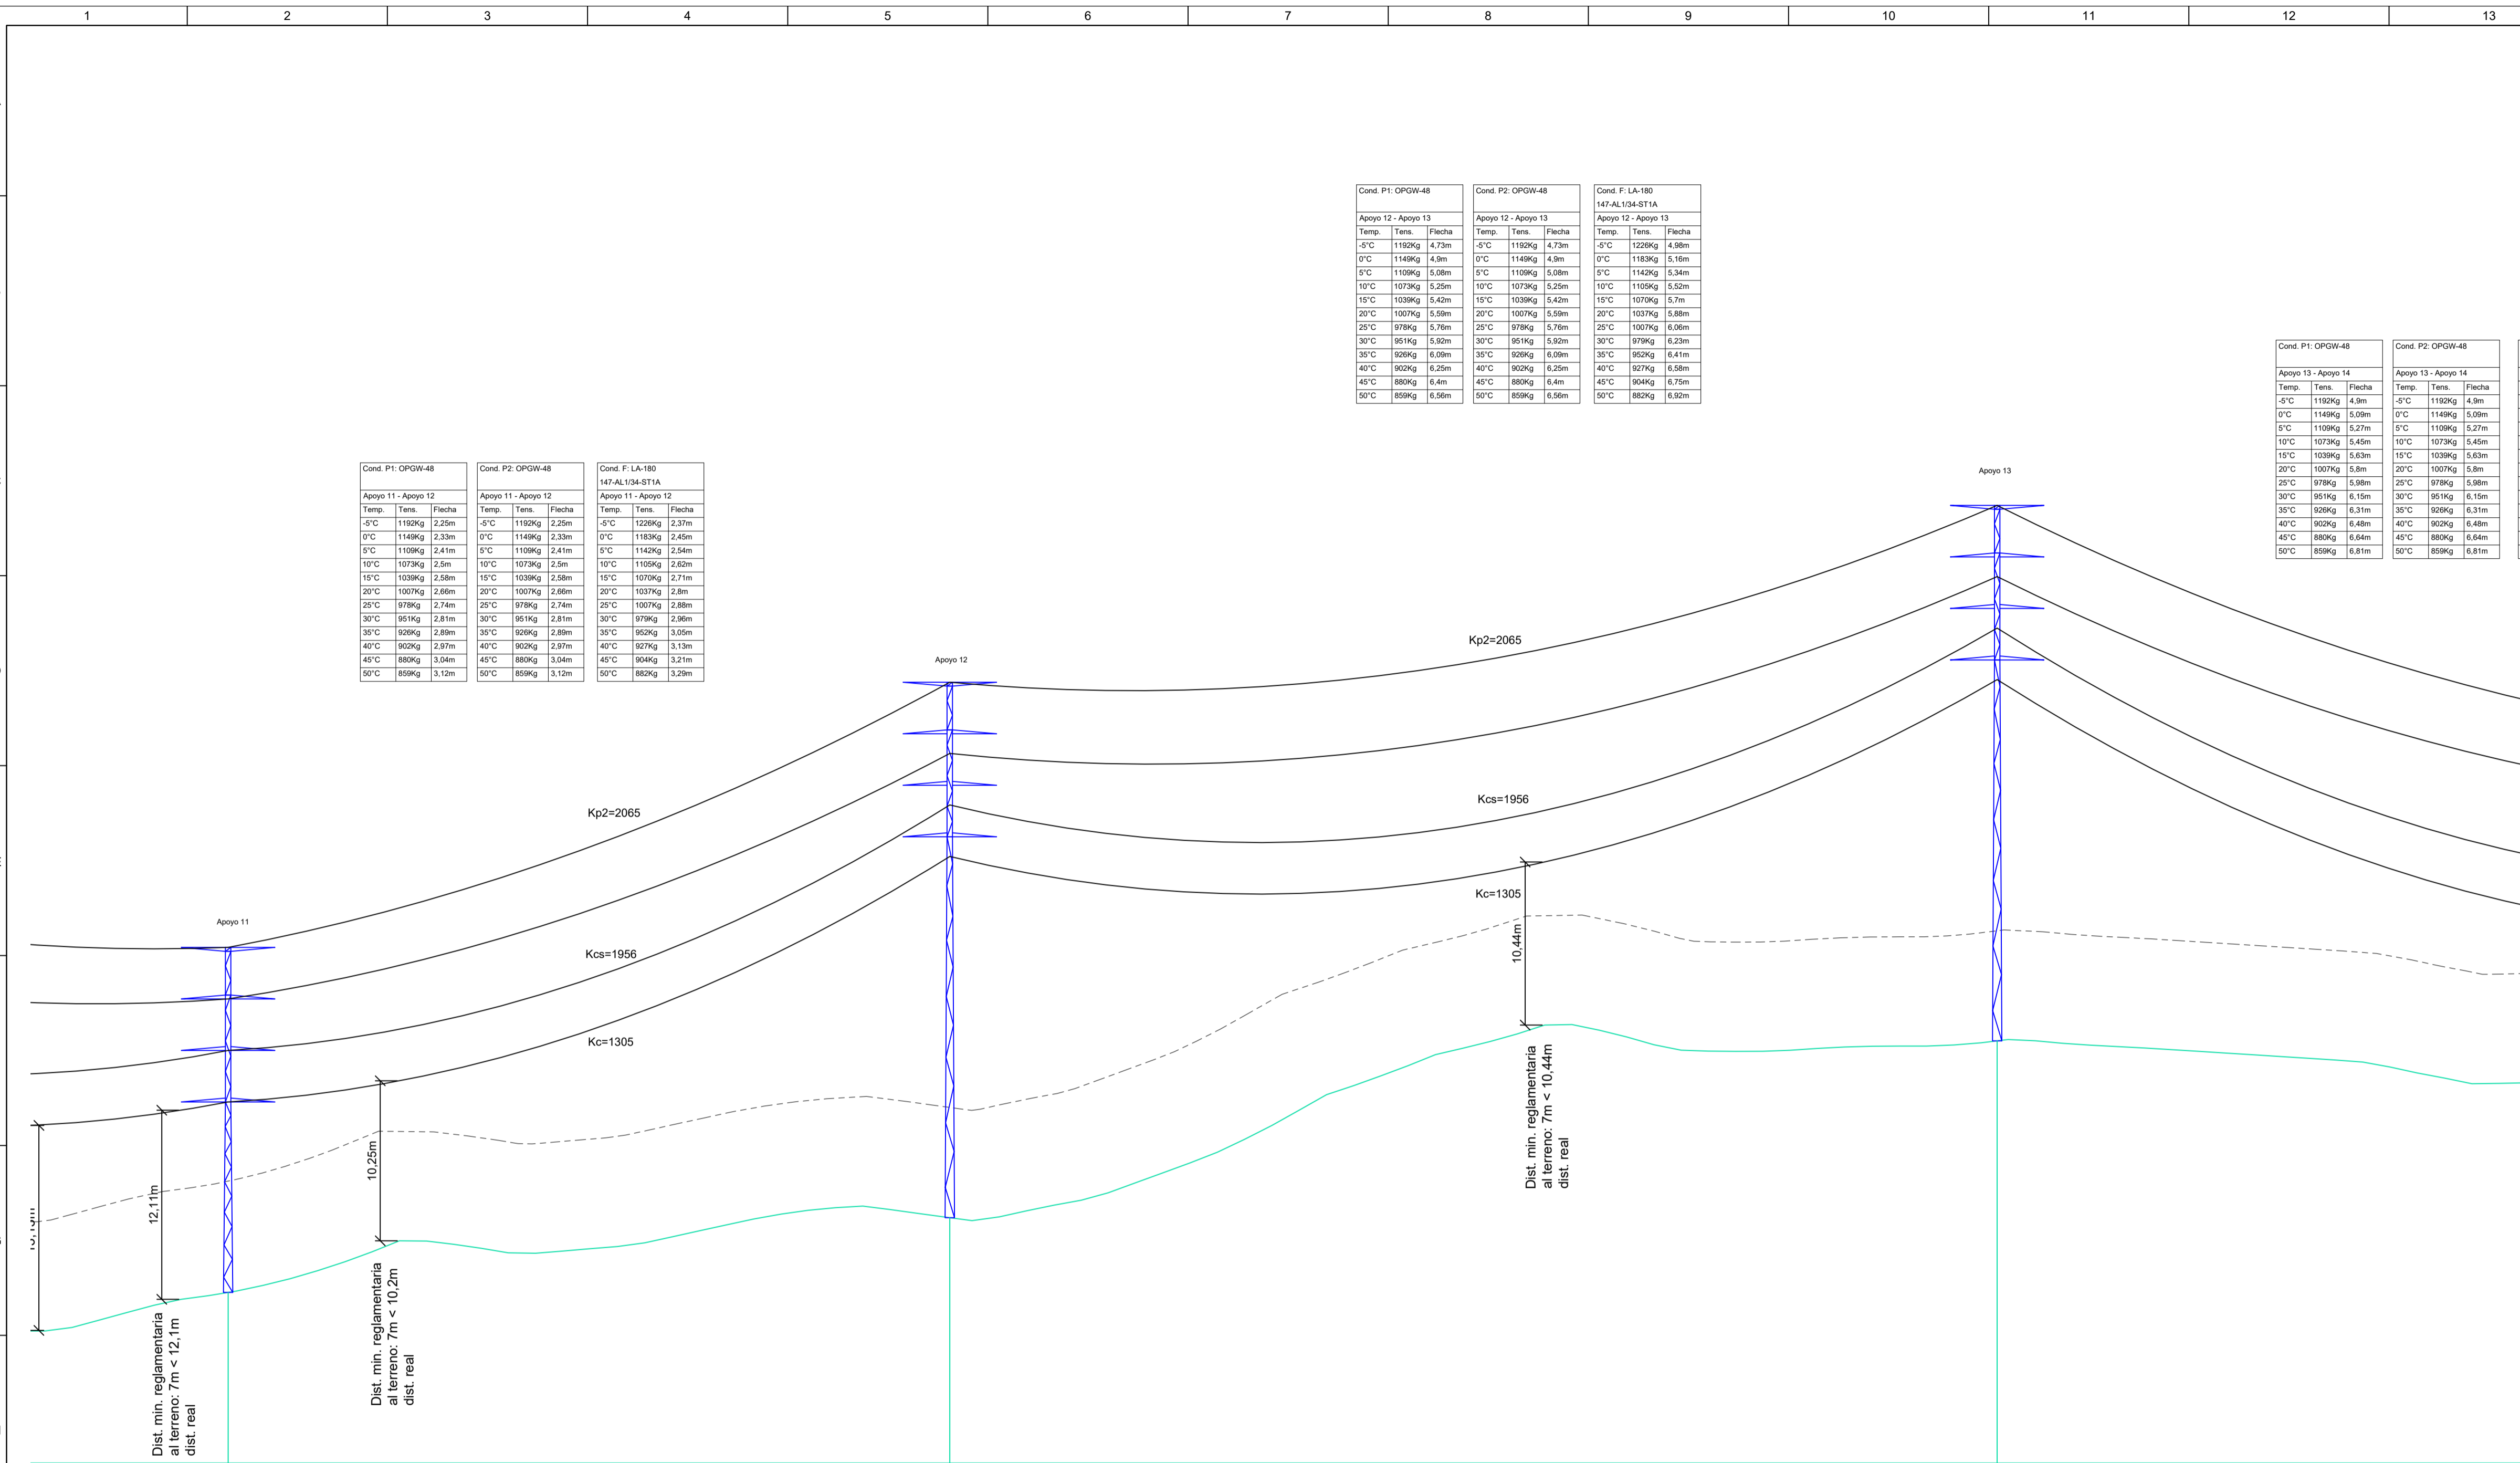 1 2 3 4 5 6 7 8 9 10 11 12 13
Cond. P1: OPGW-48
Apoyo 12 - Apoyo 13
Temp. Tens. Flecha
-5°C 1192Kg 4,73m
0°C 1149Kg 4,9m
5°C 1109Kg 5,08m
10°C 1073Kg 5,25m
15°C 1039Kg 5,42m
20°C 1007Kg 5,59m
25°C 978Kg 5,76m
30°C 951Kg 5,92m
35°C 926Kg 6,09m
40°C 902Kg 6,25m
45°C 880Kg 6,4m
50°C 859Kg 6,56m
Cond. P2: OPGW-48
Apoyo 12 - Apoyo 13
Temp. Tens. Flecha
-5°C 1192Kg 4,73m
0°C 1149Kg 4,9m
5°C 1109Kg 5,08m
10°C 1073Kg 5,25m
15°C 1039Kg 5,42m
20°C 1007Kg 5,59m
25°C 978Kg 5,76m
30°C 951Kg 5,92m
35°C 926Kg 6,09m
40°C 902Kg 6,25m
45°C 880Kg 6,4m
50°C 859Kg 6,56m
Cond. F: LA-180
147-AL1/34-ST1A
Apoyo 12 - Apoyo 13
Temp. Tens. Flecha
-5°C 1226Kg 4,98m
0°C 1183Kg 5,16m
5°C 1142Kg 5,34m
10°C 1105Kg 5,52m
15°C 1070Kg 5,7m
20°C 1037Kg 5,88m
25°C 1007Kg 6,06m
30°C 979Kg 6,23m
35°C 952Kg 6,41m
40°C 927Kg 6,58m
45°C 904Kg 6,75m
50°C 882Kg 6,92m
Cond. P1: OPGW-48
Apoyo 13 - Apoyo 14
Temp. Tens. Flecha
-5°C 1192Kg 4,9m
0°C 1149Kg 5,09m
5°C 1109Kg 5,27m
10°C 1073Kg 5,45m
15°C 1039Kg 5,63m
20°C 1007Kg 5,8m
25°C 978Kg 5,98m
30°C 951Kg 6,15m
35°C 926Kg 6,31m
40°C 902Kg 6,48m
45°C 880Kg 6,64m
50°C 859Kg 6,81m
Cond. P2: OPGW-48
Apoyo 13 - Apoyo 14
Temp. Tens. Flecha
-5°C 1192Kg 4,9m
0°C 1149Kg 5,09m
5°C 1109Kg 5,27m
10°C 1073Kg 5,45m
15°C 1039Kg 5,63m
20°C 1007Kg 5,8m
25°C 978Kg 5,98m
30°C 951Kg 6,15m
35°C 926Kg 6,31m
40°C 902Kg 6,48m
45°C 880Kg 6,64m
50°C 859Kg 6,81m
Cond. P1: OPGW-48
Apoyo 11 - Apoyo 12
Temp. Tens. Flecha
-5°C 1192Kg 2,25m
0°C 1149Kg 2,33m
5°C 1109Kg 2,41m
10°C 1073Kg 2,5m
15°C 1039Kg 2,58m
20°C 1007Kg 2,66m
25°C 978Kg 2,74m
30°C 951Kg 2,81m
35°C 926Kg 2,89m
40°C 902Kg 2,97m
45°C 880Kg 3,04m
50°C 859Kg 3,12m
Cond. P2: OPGW-48
Apoyo 11 - Apoyo 12
Temp. Tens. Flecha
-5°C 1192Kg 2,25m
0°C 1149Kg 2,33m
5°C 1109Kg 2,41m
10°C 1073Kg 2,5m
15°C 1039Kg 2,58m
20°C 1007Kg 2,66m
25°C 978Kg 2,74m
30°C 951Kg 2,81m
35°C 926Kg 2,89m
40°C 902Kg 2,97m
45°C 880Kg 3,04m
50°C 859Kg 3,12m
Cond. F: LA-180
147-AL1/34-ST1A
Apoyo 11 - Apoyo 12
Temp. Tens. Flecha
-5°C 1226Kg 2,37m
0°C 1183Kg 2,45m
5°C 1142Kg 2,54m
10°C 1105Kg 2,62m
15°C 1070Kg 2,71m
20°C 1037Kg 2,8m
25°C 1007Kg 2,88m
30°C 979Kg 2,96m
35°C 952Kg 3,05m
40°C 927Kg 3,13m
45°C 904Kg 3,21m
50°C 882Kg 3,29m
Apoyo 13
Kp2=2065
Apoyo 12
Kcs=1956
Kp2=2065
Kc=1305
Apoyo 11
10,44m
Kcs=1956
Kc=1305
10,25m
12,11m
Dist. min. reglamentaria
al terreno: 7m < 10,44m
dist. real
Dist. min. reglamentaria
al terreno: 7m < 10,2m
dist. real
Dist. min. reglamentaria
al terreno: 7m < 12,1m
dist. real